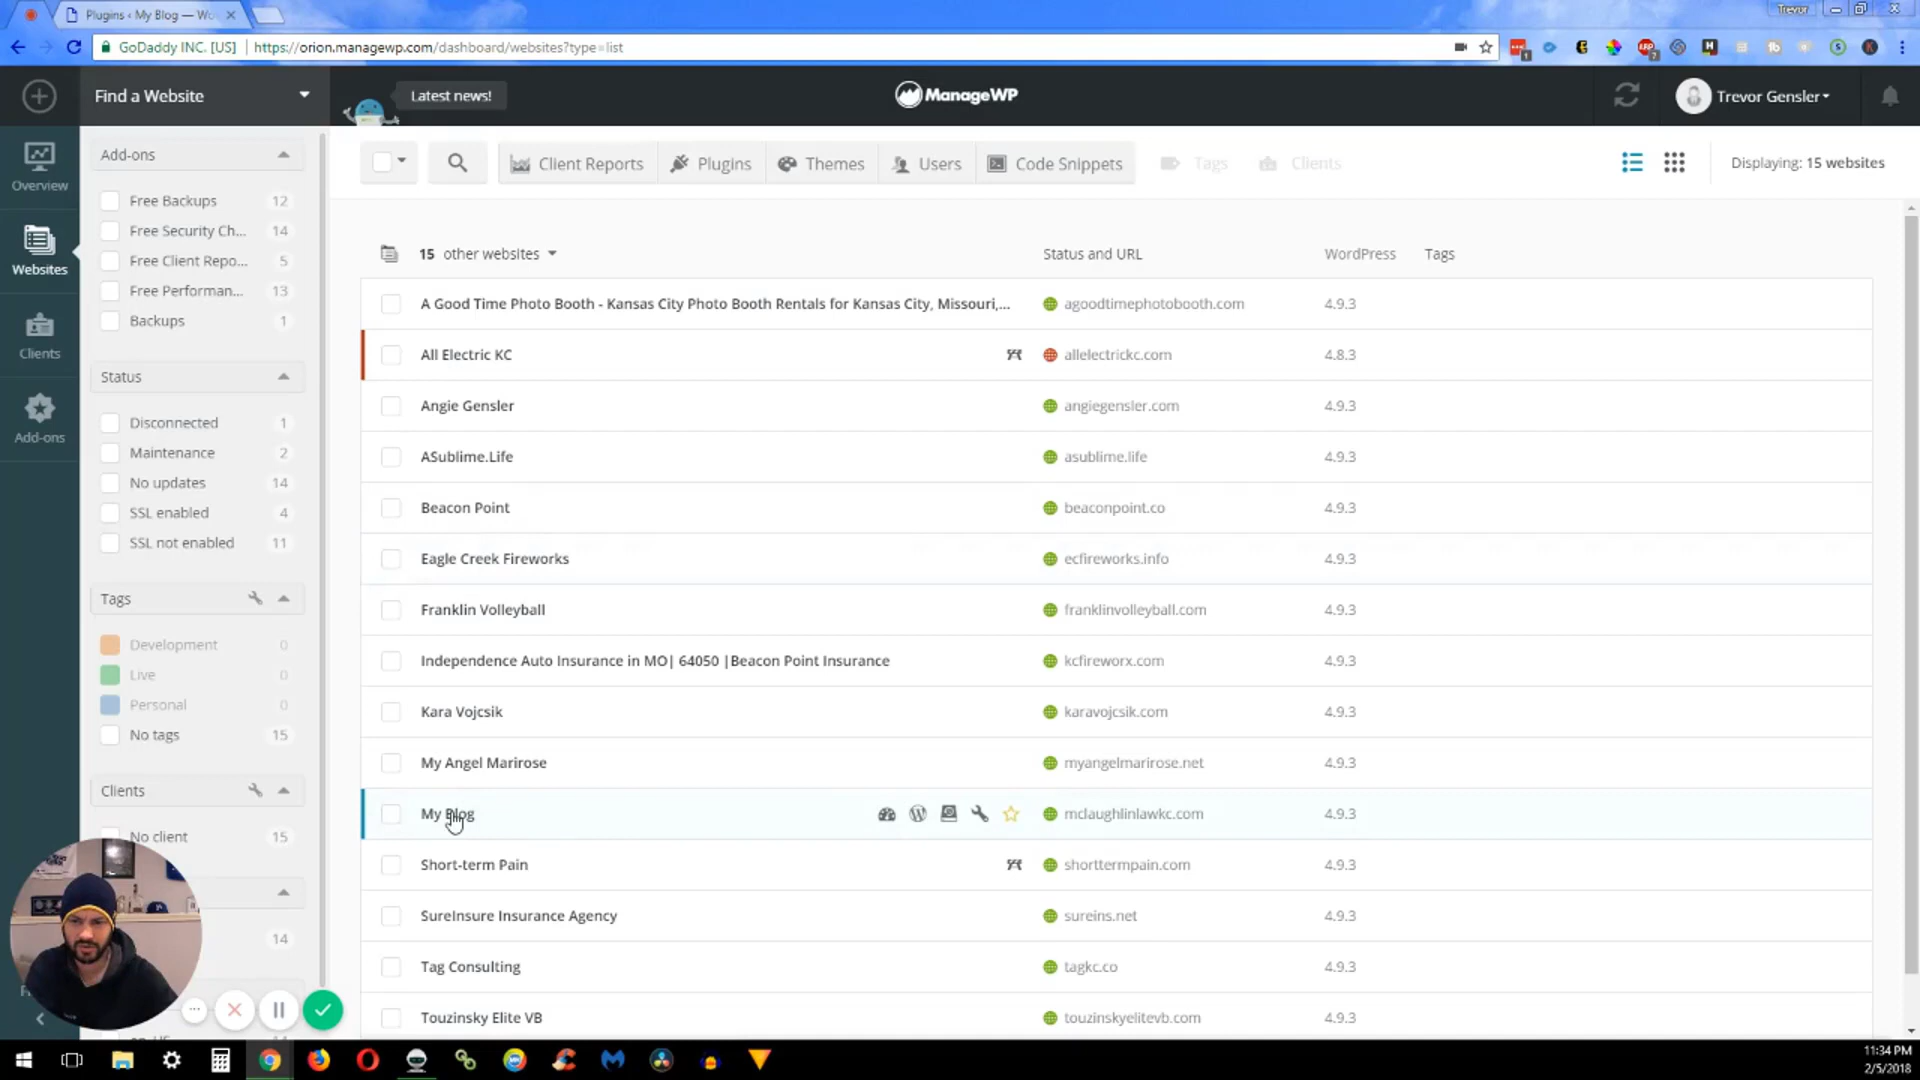 Plugins ‹ My Blog — Wo
Trevor
GoDaddy INC. [US]
https://orion.managewp.com/dashboard/websites?type=list
Find a Website
Latest news!
ManageWP
Trevor Gensler
Overview
Websites
Clients
Add-ons
Add-ons
Free Backups 12
Free Security Ch... 14
Free Client Repo... 5
Free Performan... 13
Backups 1
Status
Disconnected 1
Maintenance 2
No updates 14
SSL enabled 4
SSL not enabled 11
Tags
Development 0
Live 0
Personal 0
No tags 15
Clients
No client 15
14
Client Reports
Plugins
Themes
Users
Code Snippets
Tags
Clients
Displaying: 15 websites
15 other websites Status and URL WordPress Tags
A Good Time Photo Booth - Kansas City Photo Booth Rentals for Kansas City, Missouri,... agoodtimephotobooth.com 4.9.3
All Electric KC allelectrickc.com 4.8.3
Angie Gensler angiegensler.com 4.9.3
ASublime.Life asublime.life 4.9.3
Beacon Point beaconpoint.co 4.9.3
Eagle Creek Fireworks ecfireworks.info 4.9.3
Franklin Volleyball franklinvolleyball.com 4.9.3
Independence Auto Insurance in MO| 64050 |Beacon Point Insurance kcfireworx.com 4.9.3
Kara Vojcsik karavojcsik.com 4.9.3
My Angel Marirose myangelmarirose.net 4.9.3
My Blog mclaughlinlawkc.com 4.9.3
Short-term Pain shorttermpain.com 4.9.3
SureInsure Insurance Agency sureins.net 4.9.3
Tag Consulting tagkc.co 4.9.3
Touzinsky Elite VB touzinskyelitevb.com 4.9.3
11:34 PM
2/5/2018